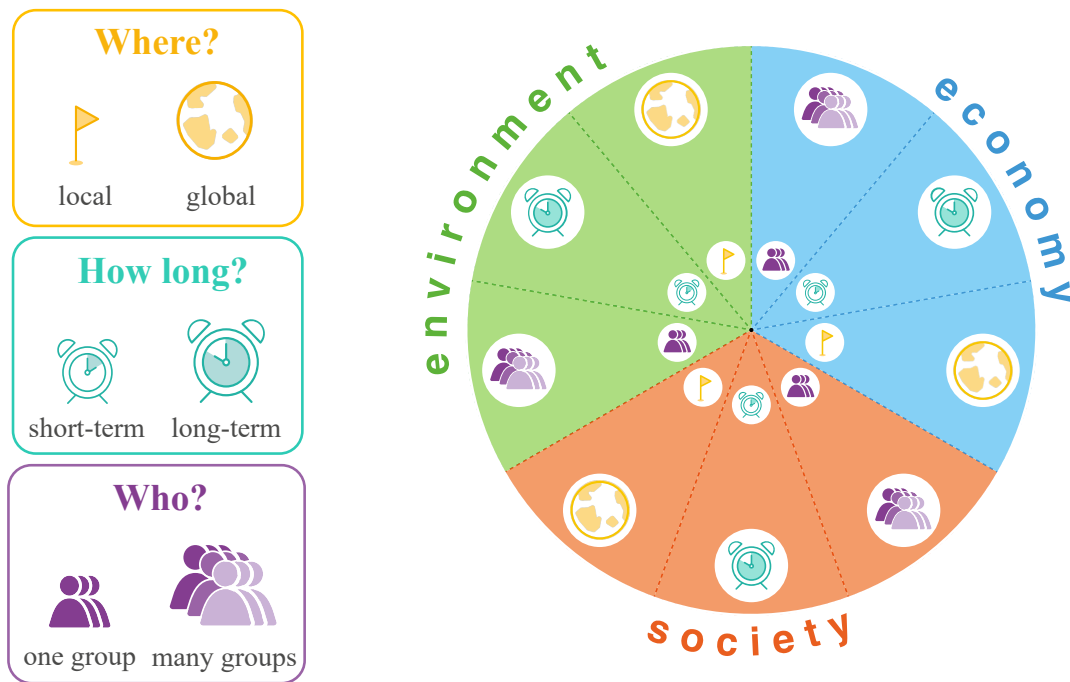 Where?
local global
How long?
short-term long-term
Who?
one group many groups
environment
economy
society